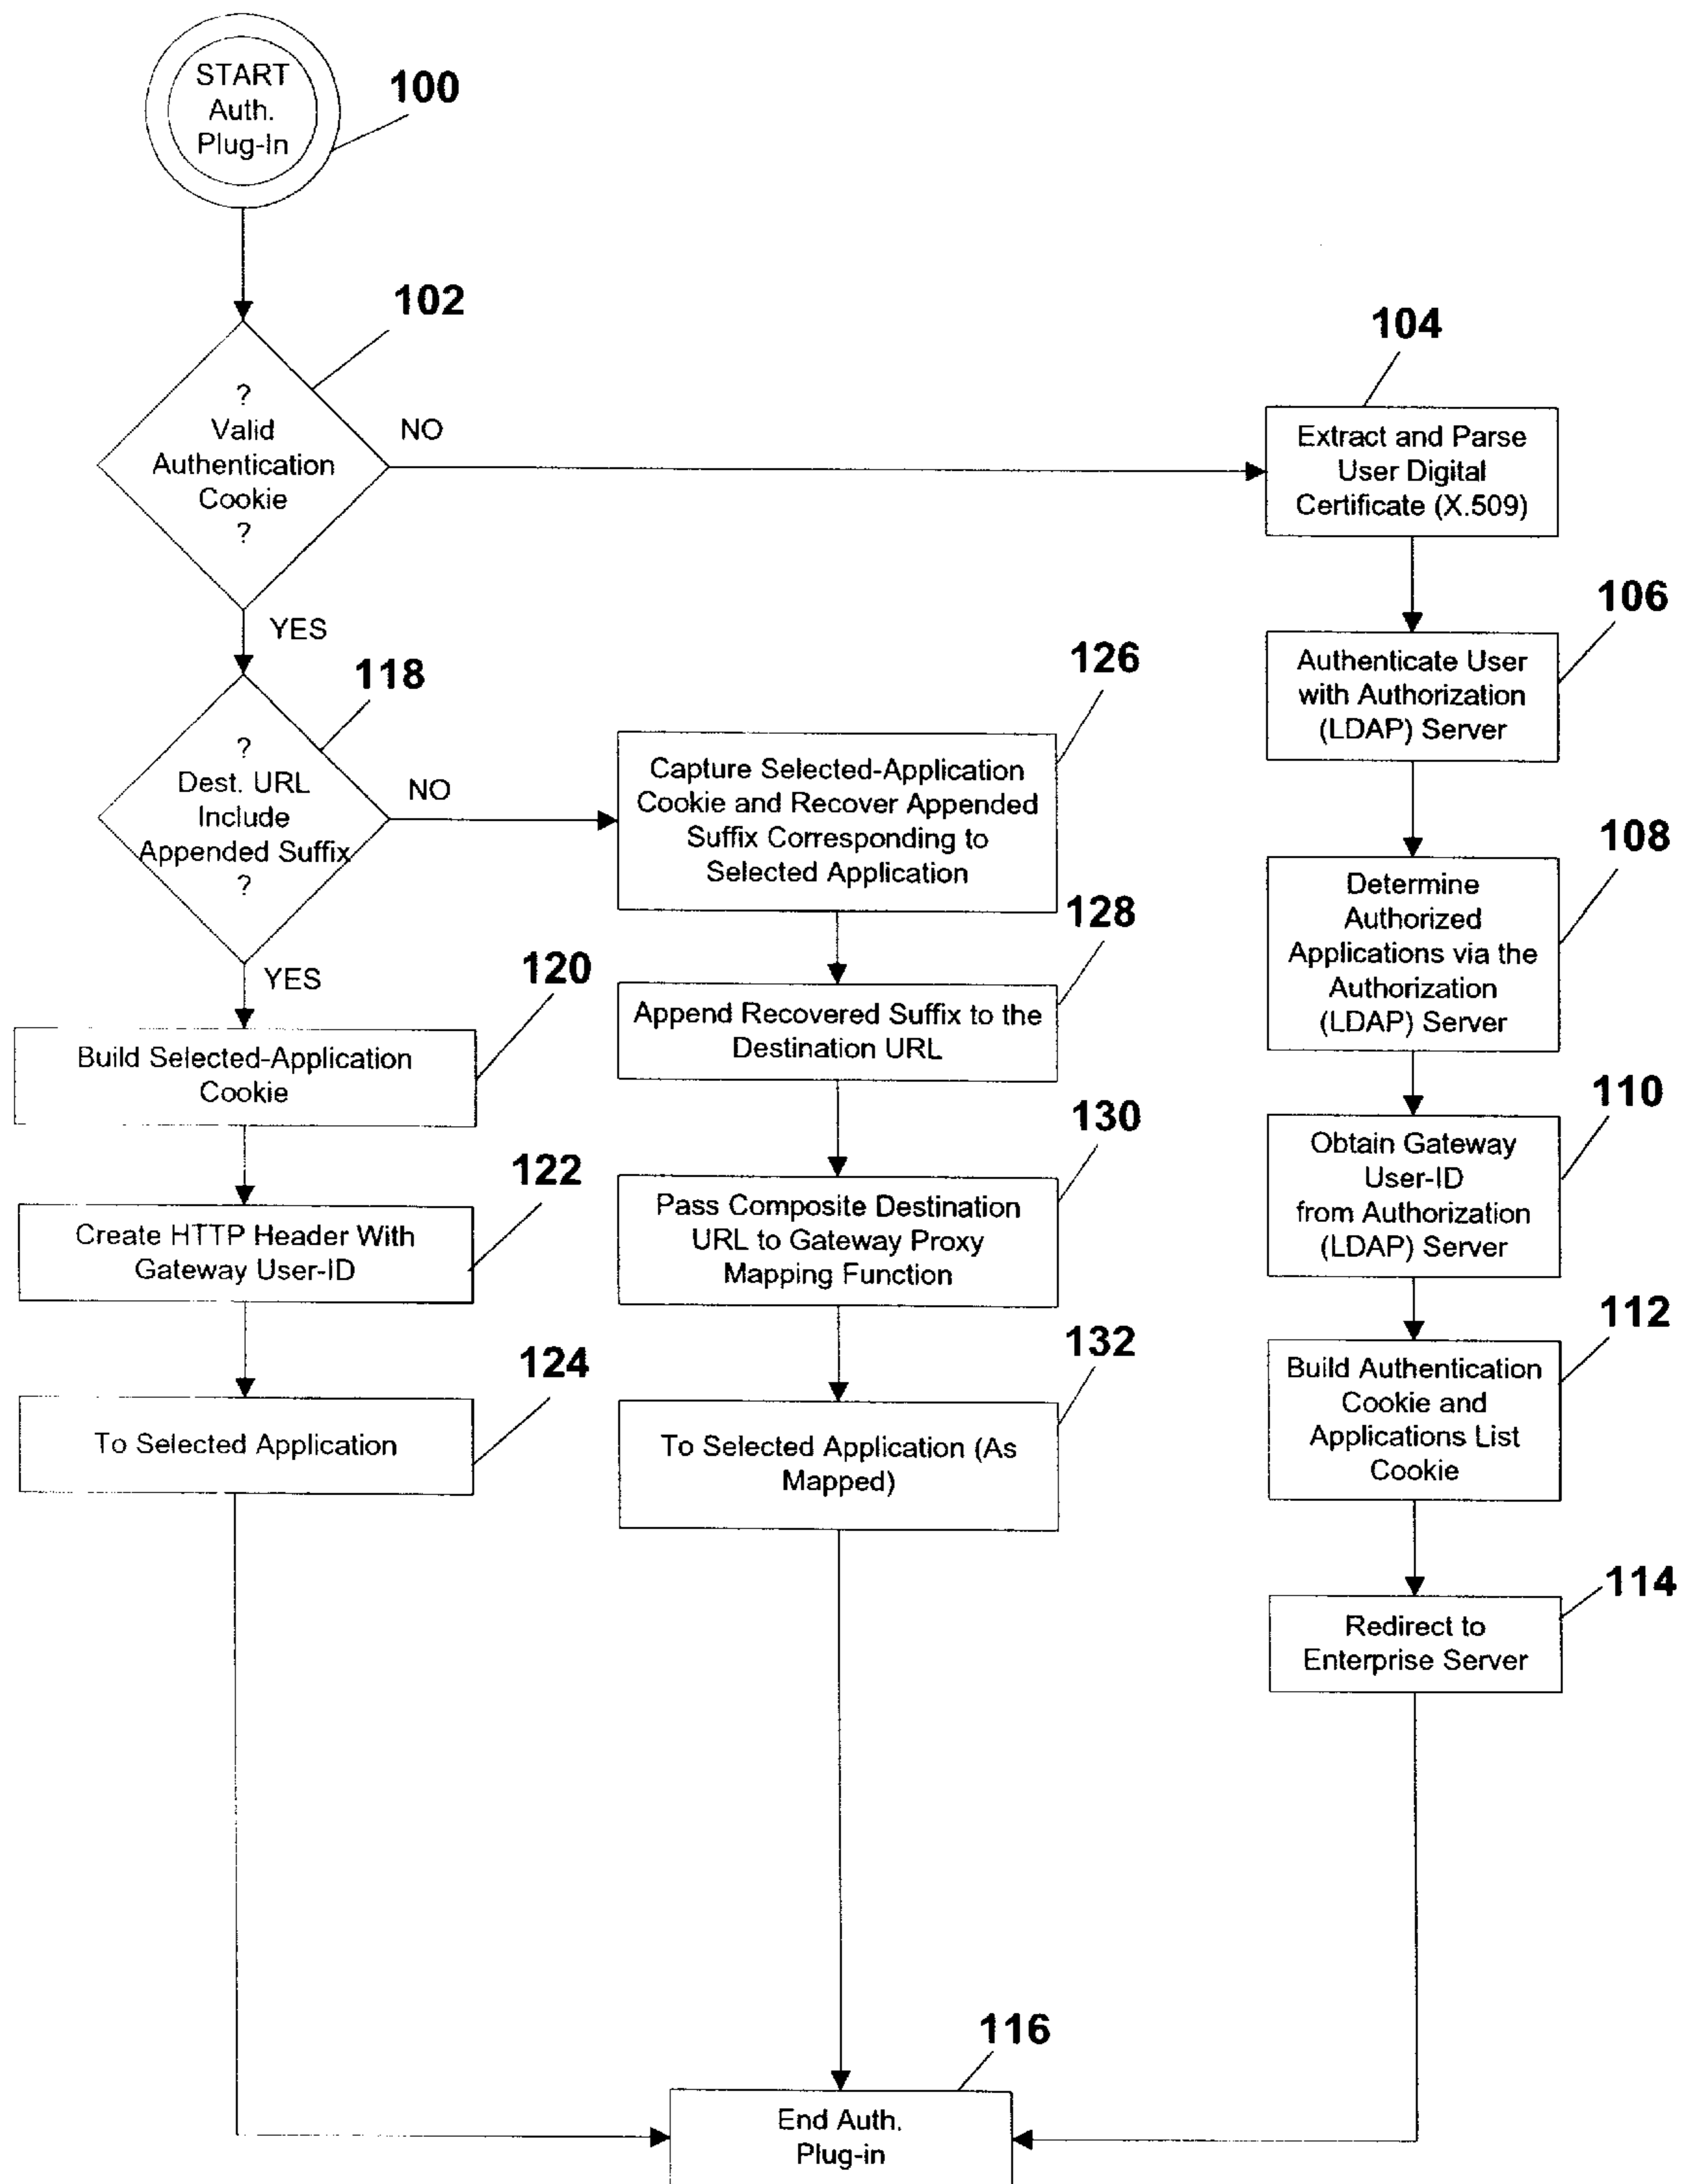 START
Auth.
Plug-In
100
102
?
Valid
Authentication
Cookie
?
NO
YES
104
Extract and Parse
User Digital
Certificate (X.509)
106
Authenticate User
with Authorization
(LDAP) Server
108
Determine
Authorized
Applications via the
Authorization
(LDAP) Server
110
Obtain Gateway
User-ID
from Authorization
(LDAP) Server
112
Build Authentication
Cookie and
Applications List
Cookie
114
Redirect to
Enterprise Server
118
?
Dest. URL
Include
Appended Suffix
?
NO
YES
126
Capture Selected-Application
Cookie and Recover Appended
Suffix Corresponding to
Selected Application
128
Append Recovered Suffix to the
Destination URL
130
Pass Composite Destination
URL to Gateway Proxy
Mapping Function
132
To Selected Application (As
Mapped)
120
Build Selected-Application
Cookie
122
Create HTTP Header With
Gateway User-ID
124
To Selected Application
116
End Auth.
Plug-in